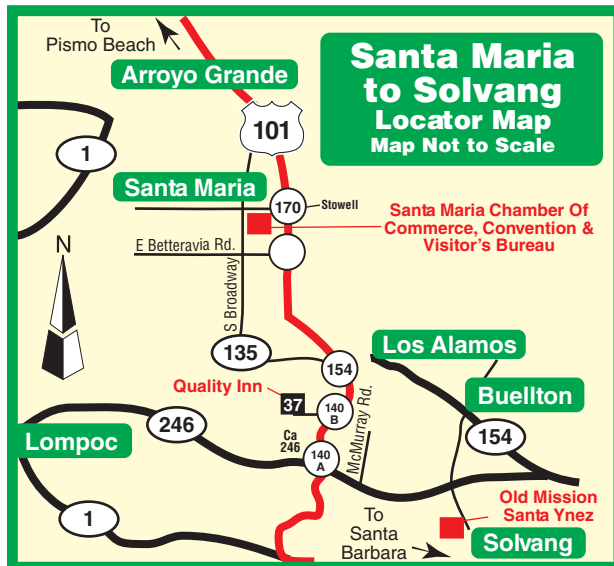 To
Pismo Beach
Arroyo Grande
Santa Maria
to Solvang
Locator Map
Map Not to Scale
101
1
Santa Maria
170
Stowell
Santa Maria Chamber Of
Commerce, Convention &
Visitor's Bureau
N
E Betteravia Rd.
S Broadway
135
154
Los Alamos
Quality Inn
37
140
B
McMurray Rd.
Buellton
154
246
Ca
246
140
A
Lompoc
1
To
Santa
Barbara
Old Mission
Santa Ynez
Solvang